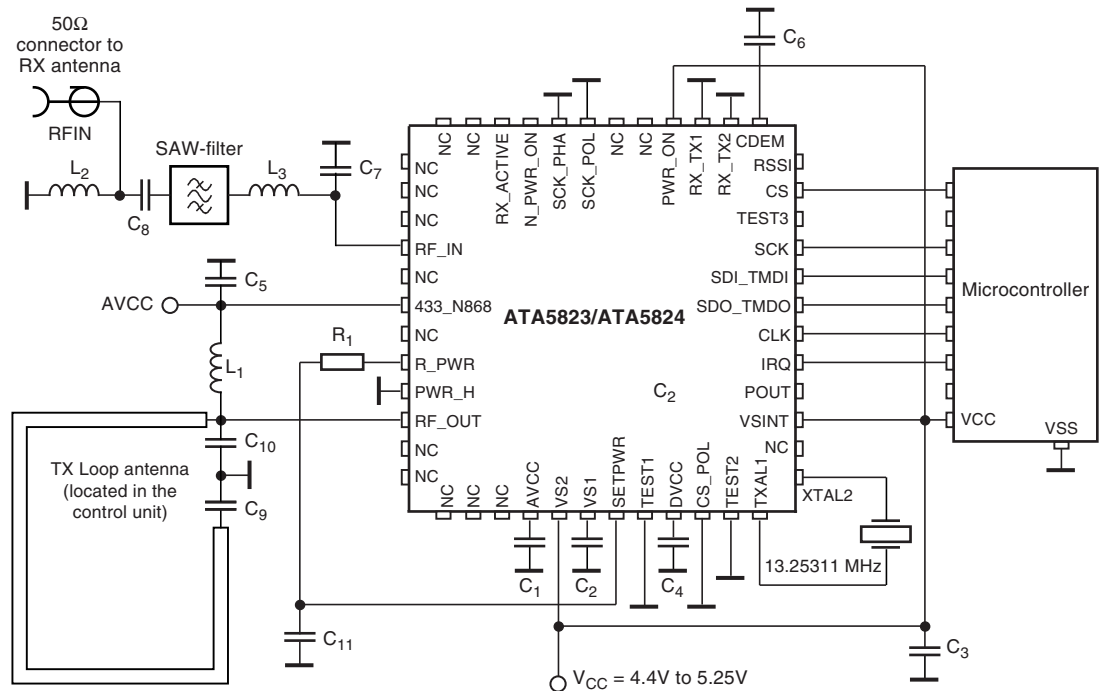 50Ω
connector to
RX antenna
RFIN
L2
C8
SAW-filter
L3
C7
C6
C5
AVCC
L1
R1
C10
C9
TX Loop antenna
(located in the
control unit)
C11
NC
NC
RX_ACTIVE
N_PWR_ON
SCK_PHA
SCK_POL
NC
NC
PWR_ON
RX_TX1
RX_TX2
CDEM
NC
NC
NC
RF_IN
NC
433_N868
NC
R_PWR
PWR_H
RF_OUT
NC
NC
ATA5823/ATA5824
C2
RSSI
CS
TEST3
SCK
SDI_TMDI
SDO_TMDO
CLK
IRQ
POUT
VSINT
NC
XTAL2
NC
NC
NC
AVCC
VS2
VS1
SETPWR
TEST1
DVCC
CS_POL
TEST2
TXAL1
Microcontroller
VCC
VSS
13.25311 MHz
C1
C2
C4
C3
VCC = 4.4V to 5.25V